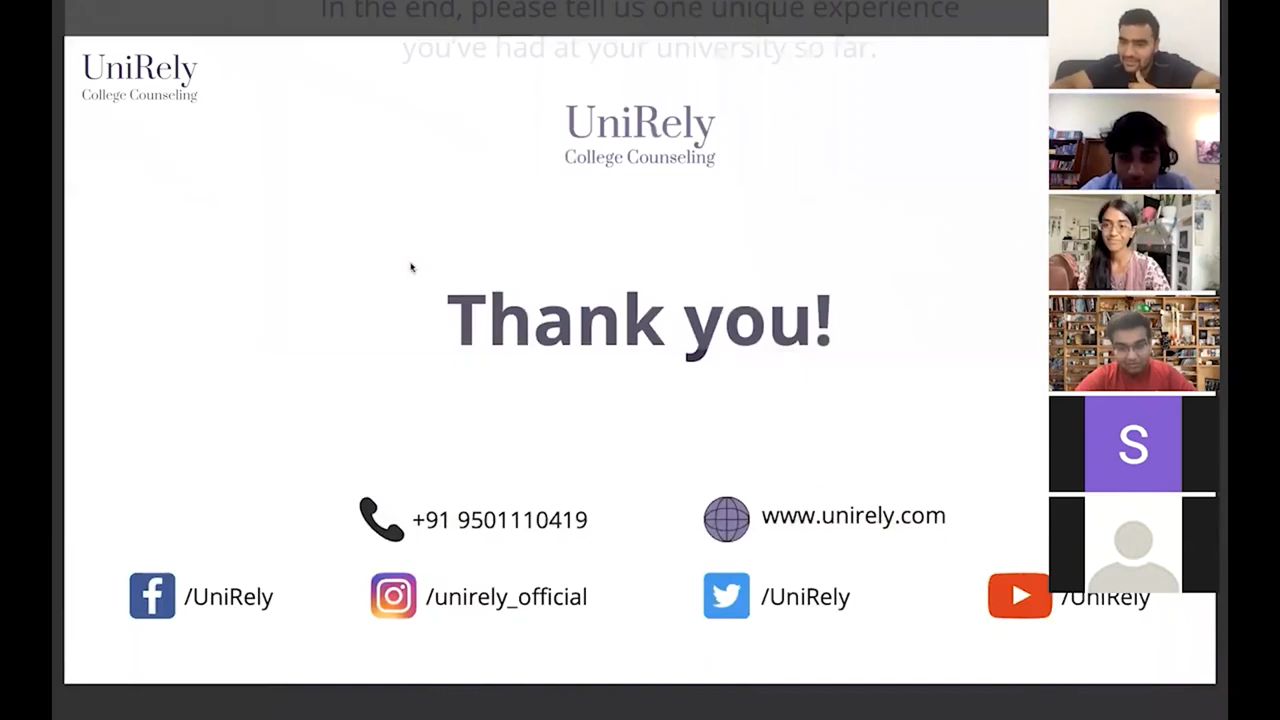 In the end, please tell us one unique experience
you've had at your university so far.
UniRely
College Counseling
UniRely
College Counseling
Thank you!
+91 9501110419
www.unirely.com
/UniRely
/unirely_official
/UniRely
/UniRely
S